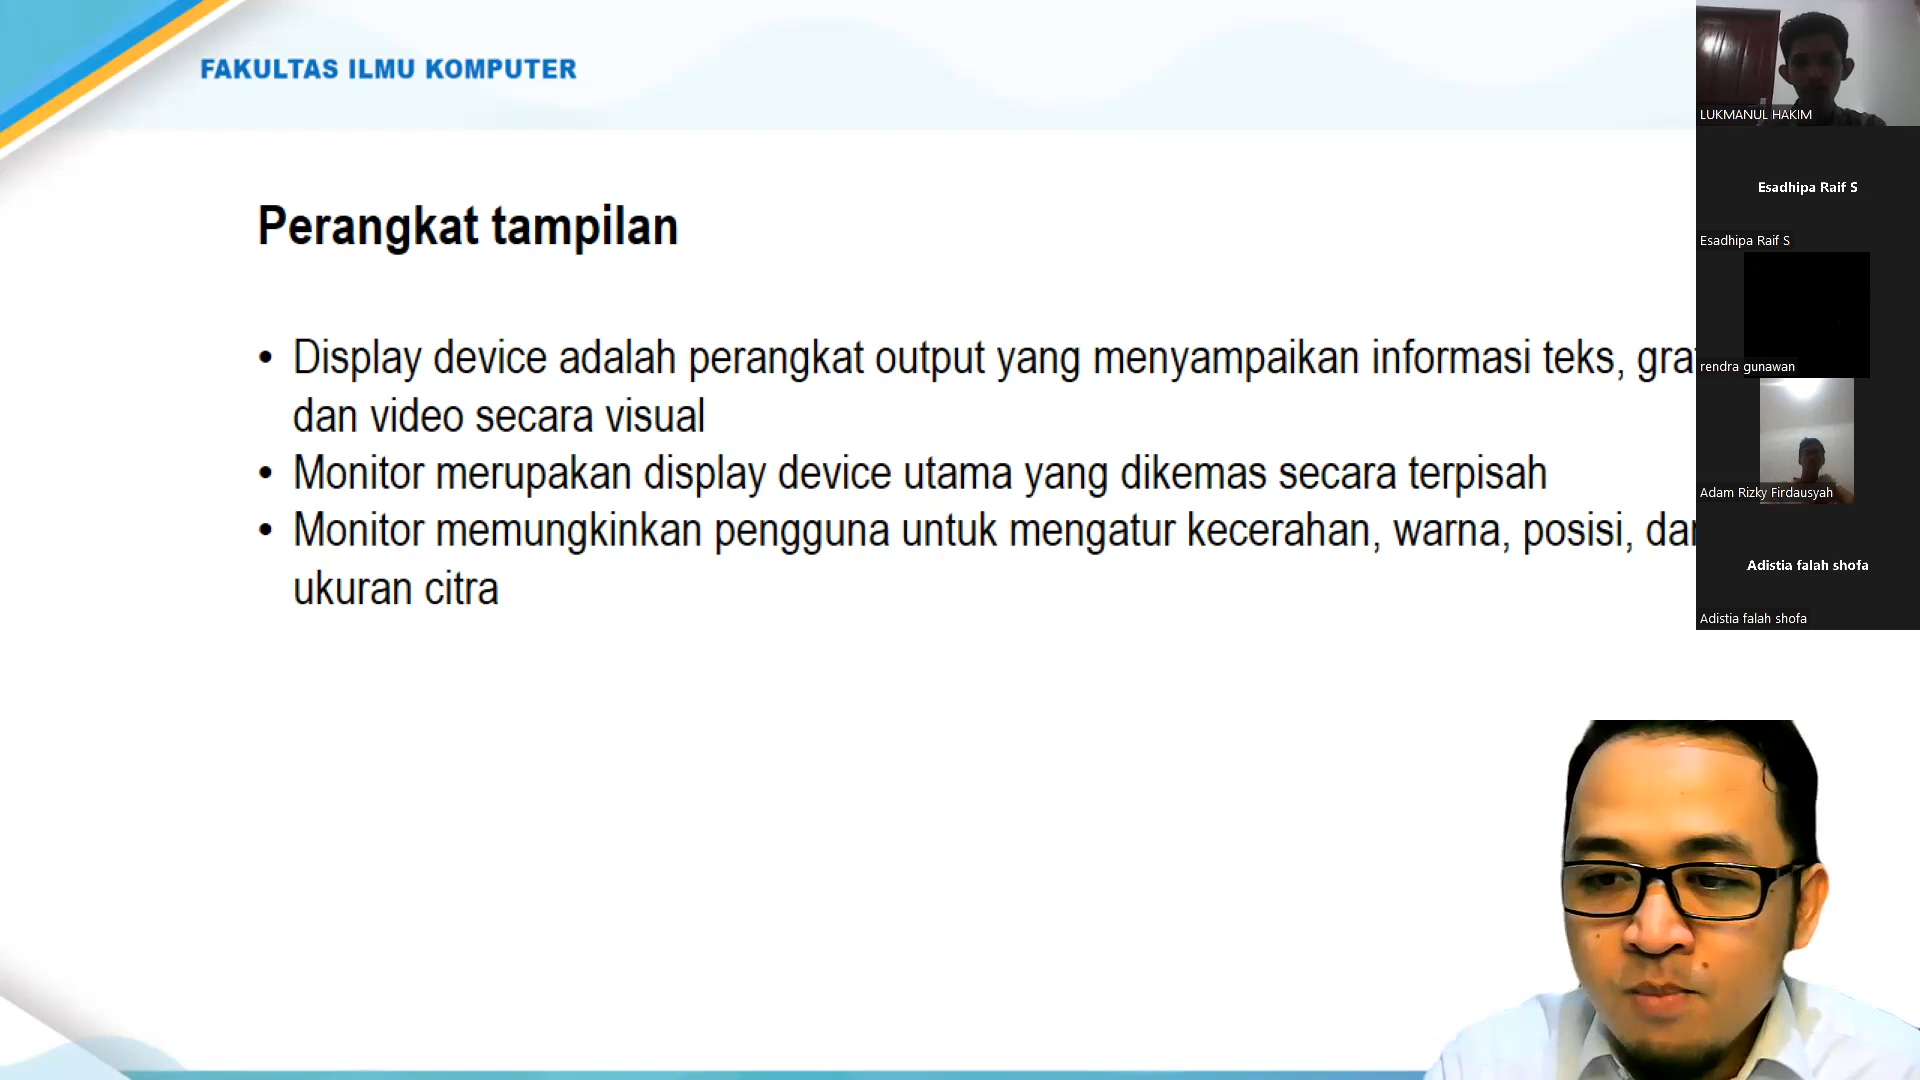 FAKULTAS ILMU KOMPUTER
Perangkat tampilan
• Display device adalah perangkat output yang menyampaikan informasi teks,
dan video secara visual
• Monitor merupakan display device utama yang dikemas secara terpisah
• Monitor memungkinkan pengguna untuk mengatur kecerahan, warna, posisi,
ukuran citra
LUKMANUL HAKIM
Esadhipa Raif S
Esadhipa Raif S
rendra gunawan
Adam Rizky Firdausyah
Adistia falah shofa
Adistia falah shofa